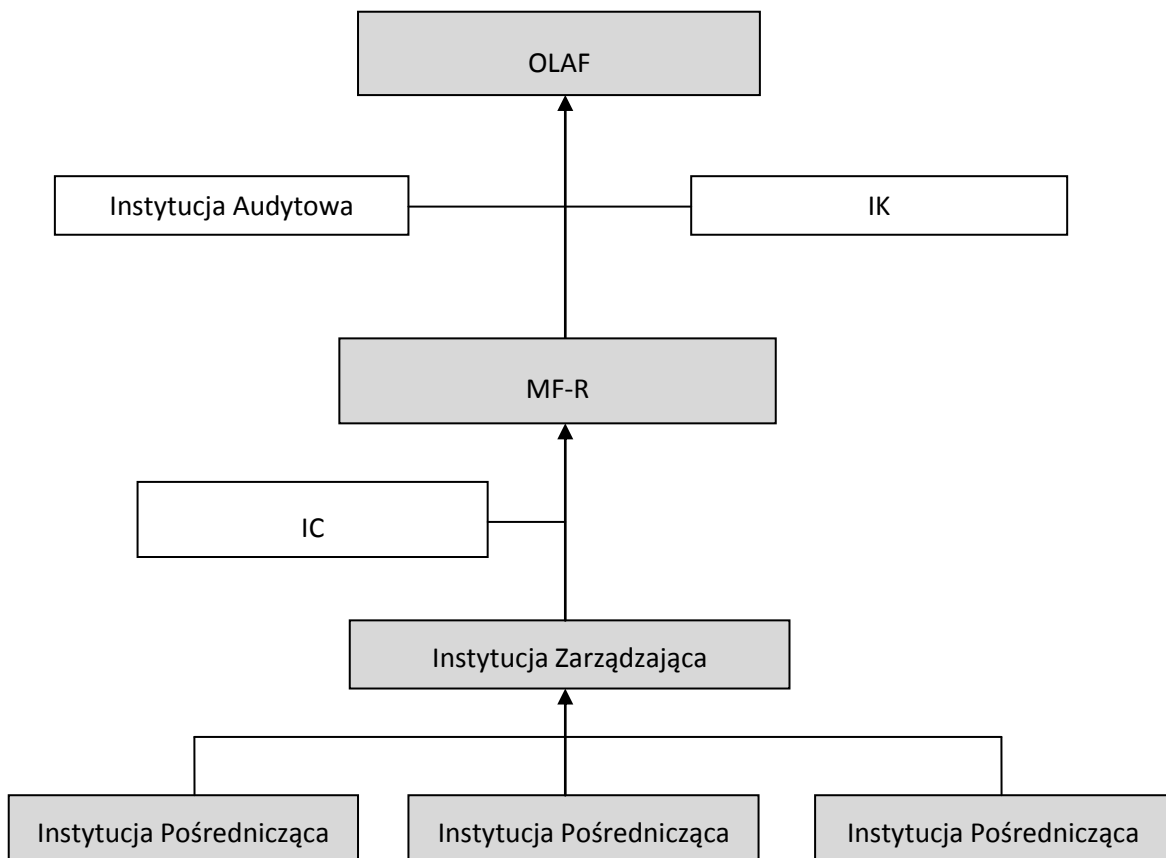 OLAF
Instytucja Audytowa
IK
MF-R
IC
Instytucja Zarządzająca
Instytucja Pośrednicząca
Instytucja Pośrednicząca
Instytucja Pośrednicząca